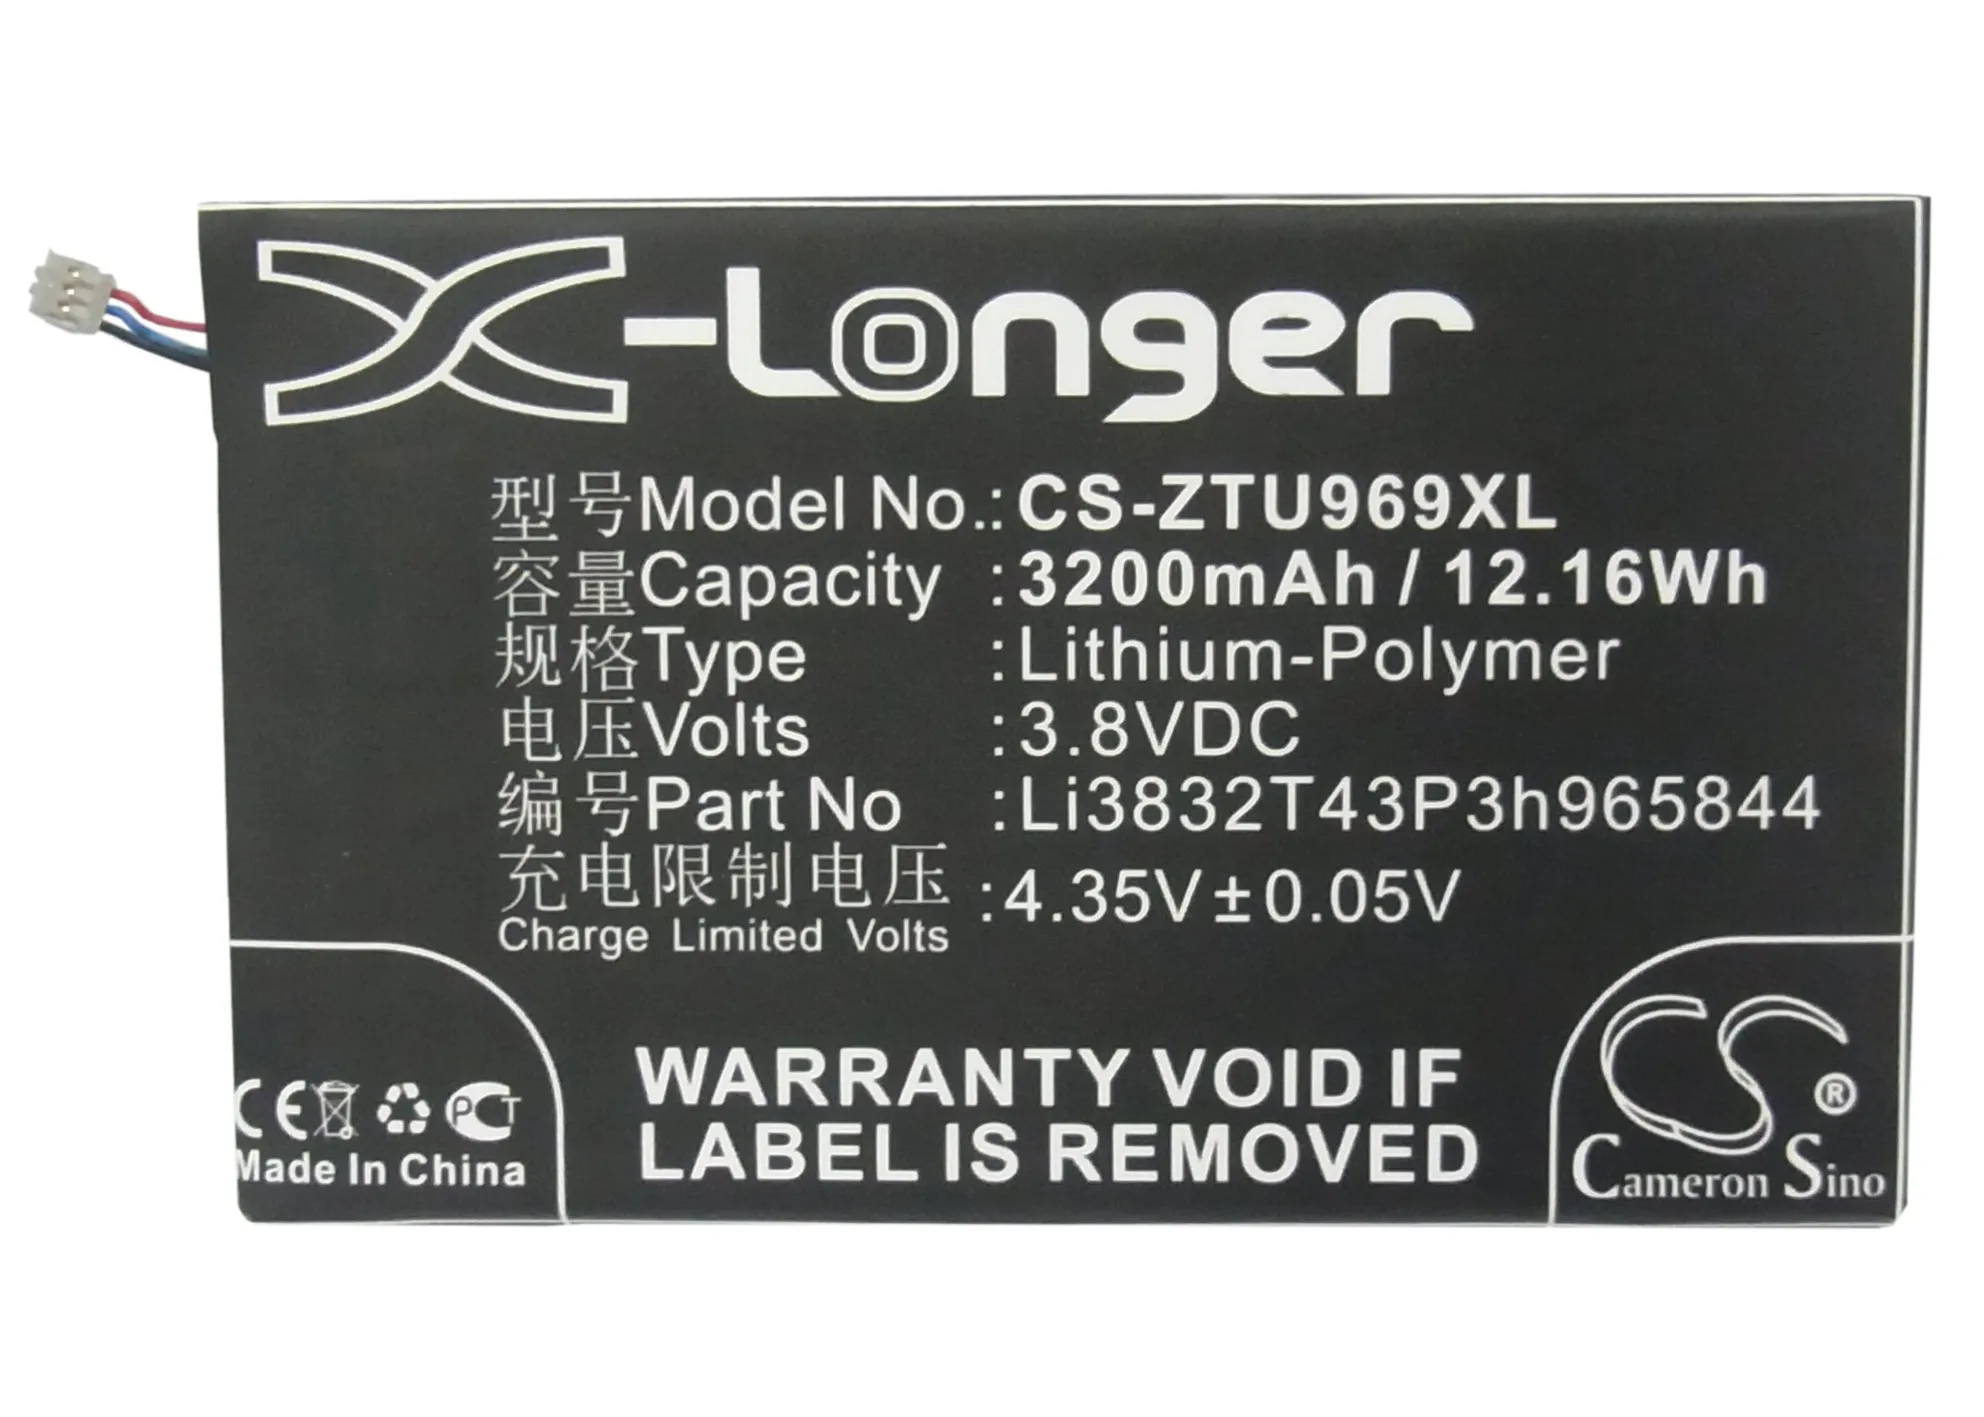 X-Longer
型号Model No.:CS-ZTU969XL
容量Capacity :3200mAh / 12.16Wh
规格Type :Lithium-Polymer
电压Volts :3.8VDC
编号Part No :Li3832T43P3h965844
充电限制电压 :4.35V±0.05V
Charge Limited Volts
WARRANTY VOID IF
LABEL IS REMOVED
CE PCT
Made In China
CS ®
Cameron Sino